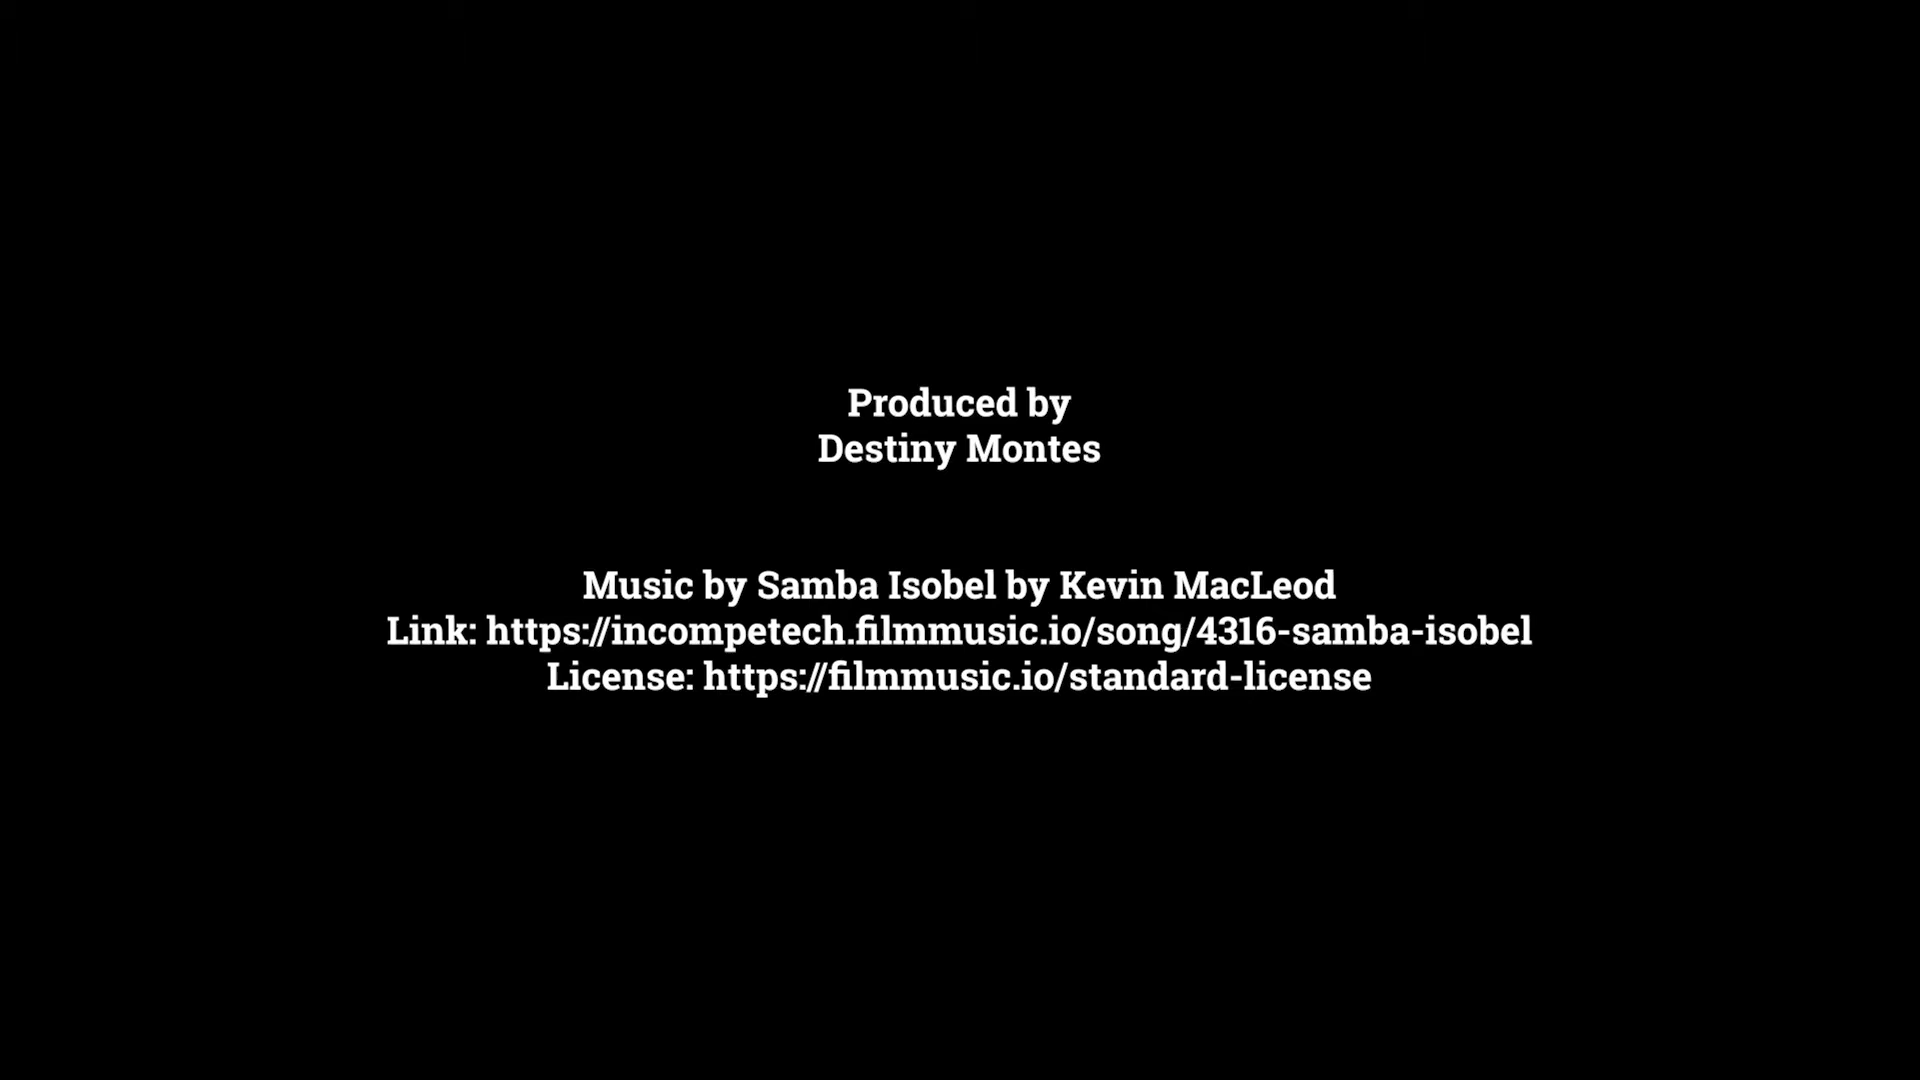 Produced by
Destiny Montes
Music by Samba Isobel by Kevin MacLeod
Link: https://incompetech.filmmusic.io/song/4316-samba-isobel
License: https://filmmusic.io/standard-license